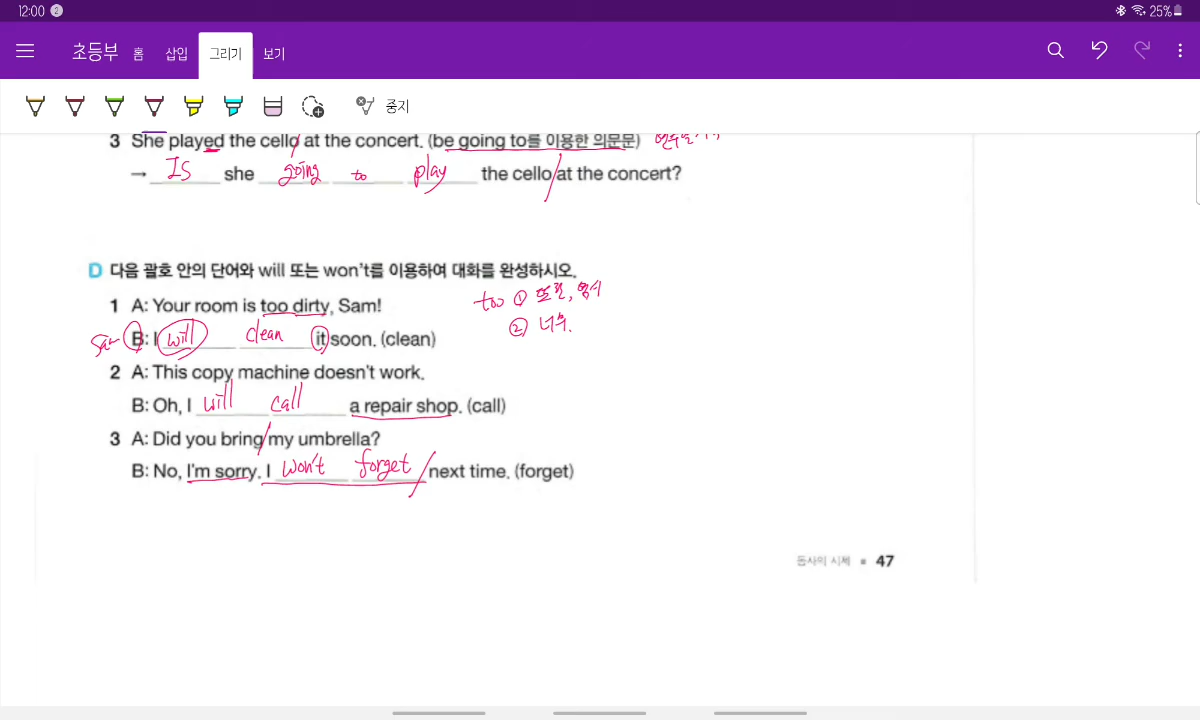 12:00 2 25%
초등부 홈 삽입 그리기 보기
중지
3 She played the cello at the concert. (be going to를 이용한 의문문)
→ Is she going to play the cello at the concert?
D 다음 괄호 안의 단어와 will 또는 won't를 이용하여 대화를 완성하시오.
1 A: Your room is too dirty, Sam!
too ① 또한, 역시
② 너무.
B: I will clean it soon. (clean)
2 A: This copy machine doesn't work.
B: Oh, I will call a repair shop. (call)
3 A: Did you bring my umbrella?
B: No, I'm sorry. I won't forget next time. (forget)
동사의 시제 47